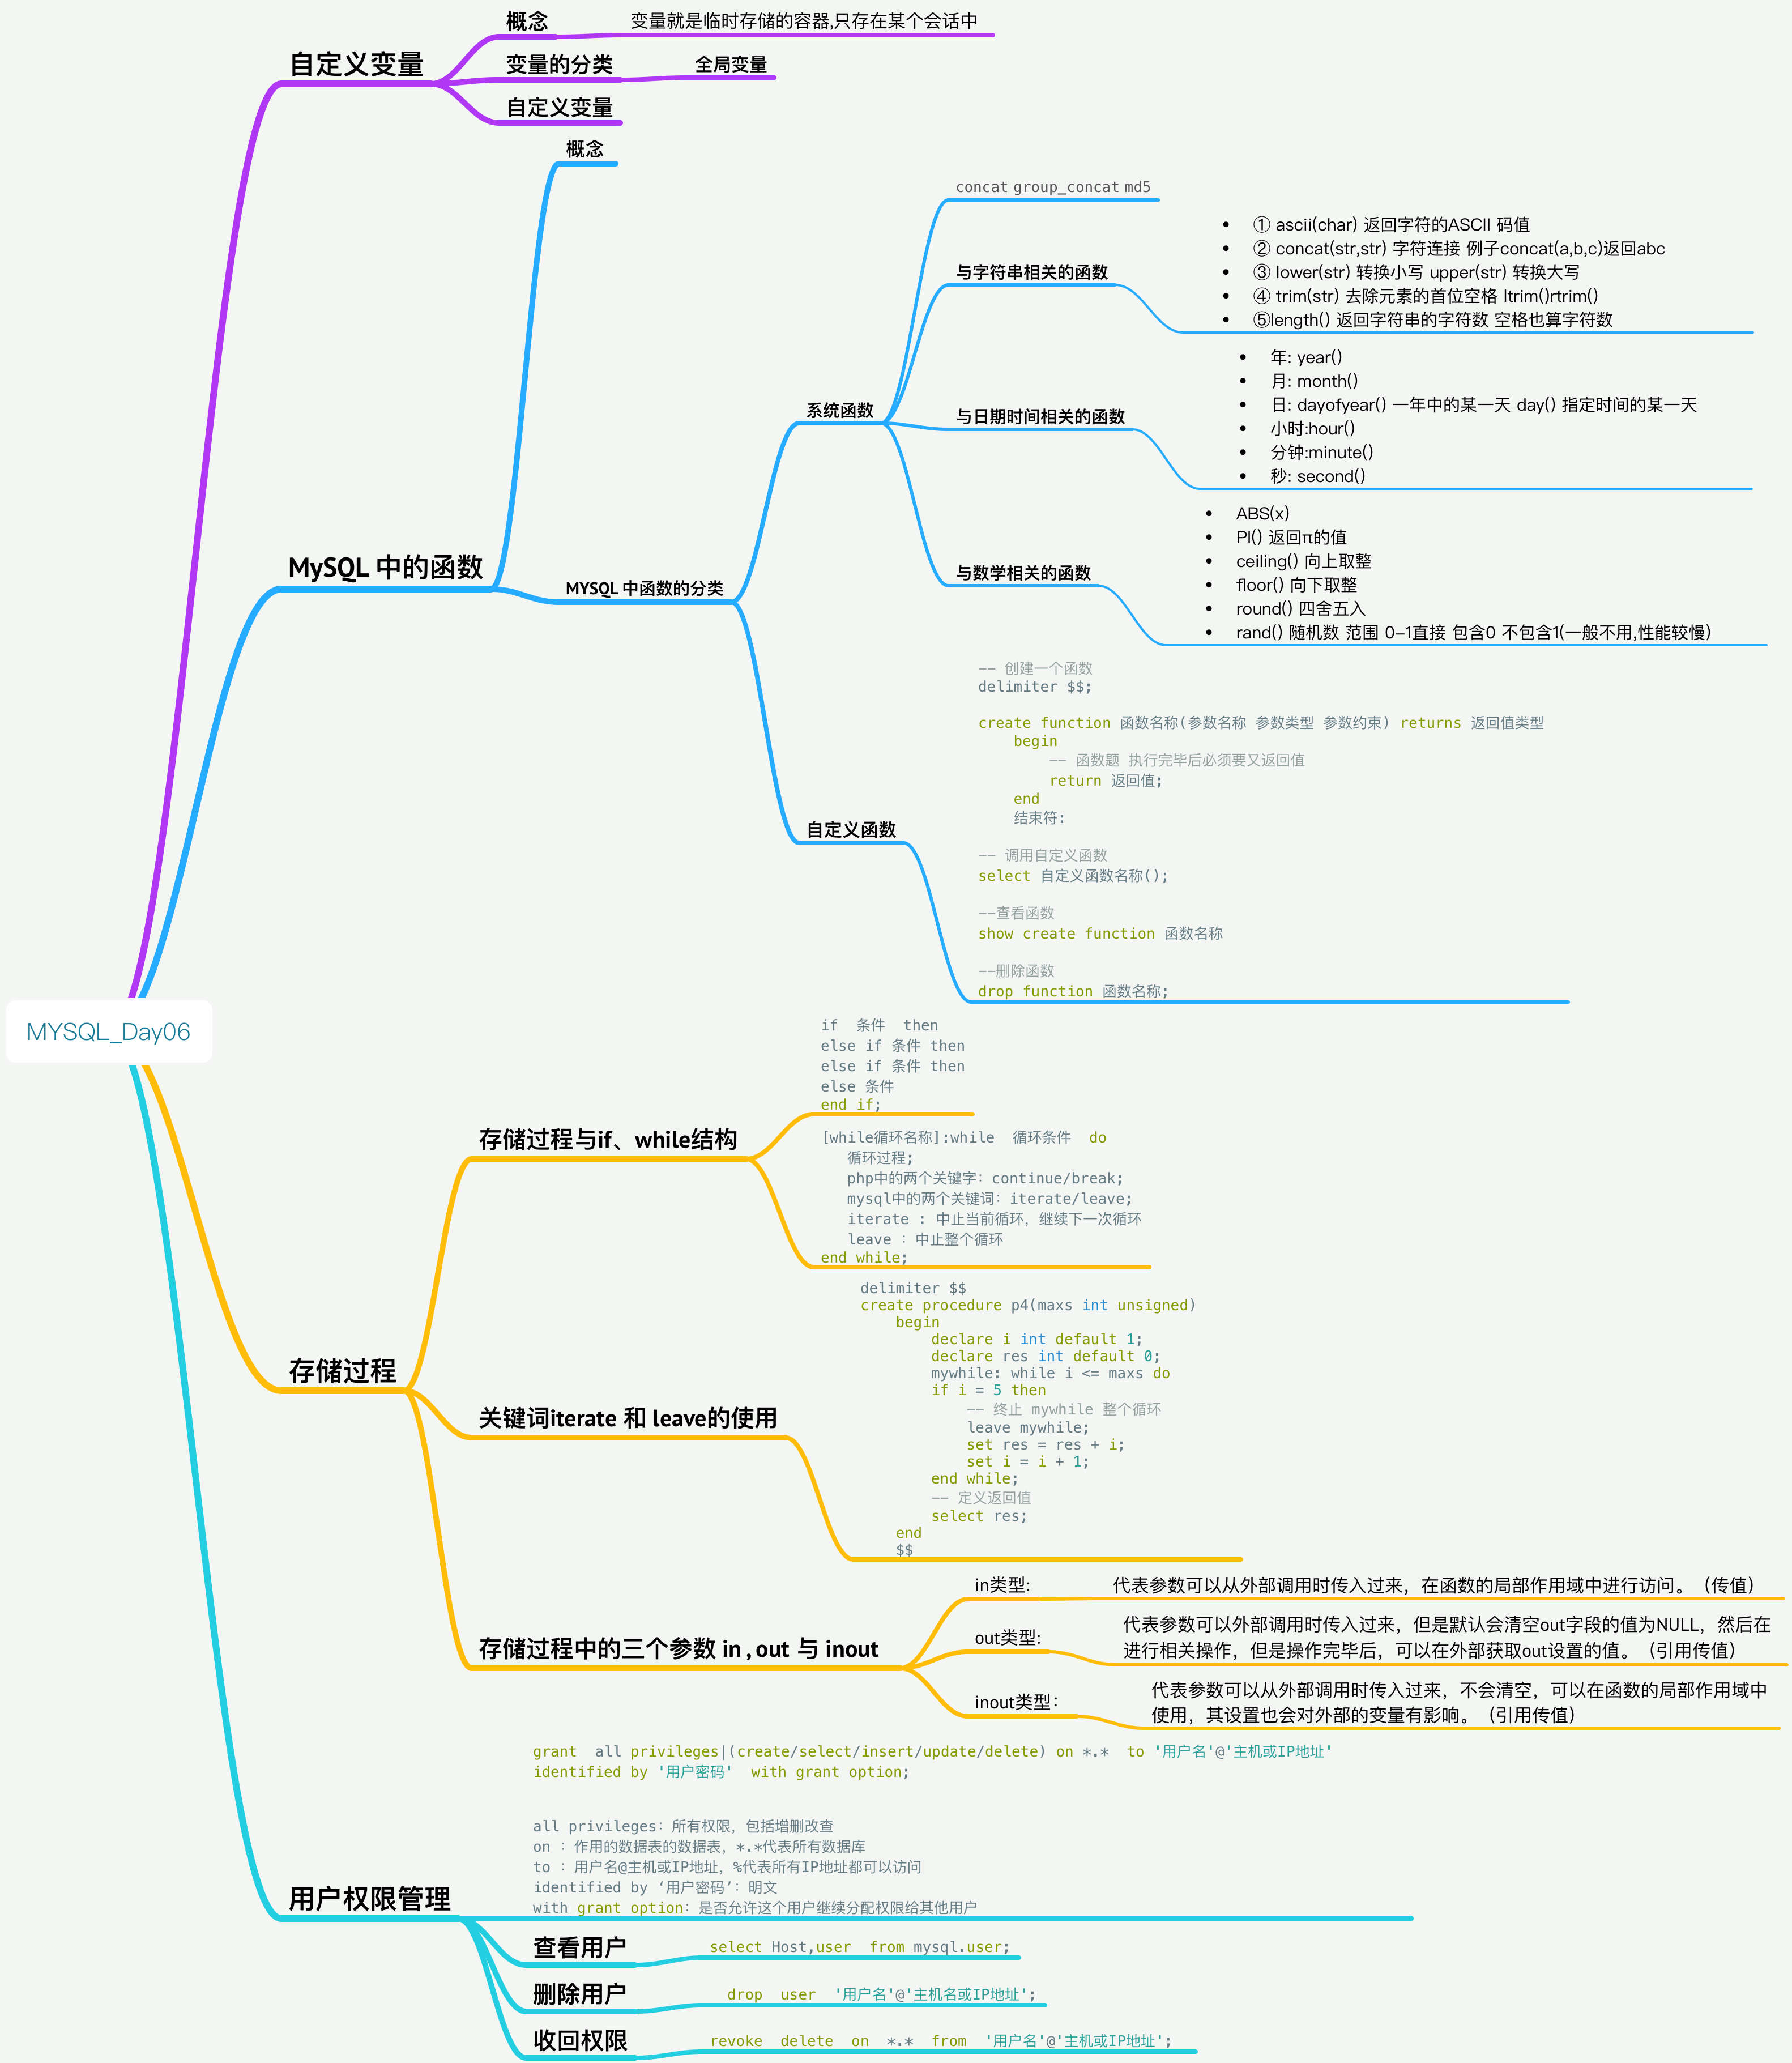 自定义变量
概念
变量就是临时存储的容器,只存在某个会话中
变量的分类
全局变量
自定义变量
MySQL 中的函数
概念
MYSQL 中函数的分类
系统函数
concat group_concat md5
与字符串相关的函数
• ① ascii(char) 返回字符的ASCII 码值
• ② concat(str,str) 字符连接 例子concat(a,b,c)返回abc
• ③ lower(str) 转换小写 upper(str) 转换大写
• ④ trim(str) 去除元素的首位空格 ltrim()rtrim()
• ⑤length() 返回字符串的字符数 空格也算字符数
与日期时间相关的函数
• 年: year()
• 月: month()
• 日: dayofyear() 一年中的某一天 day() 指定时间的某一天
• 小时:hour()
• 分钟:minute()
• 秒: second()
与数学相关的函数
• ABS(x)
• PI() 返回π的值
• ceiling() 向上取整
• floor() 向下取整
• round() 四舍五入
• rand() 随机数 范围 0-1直接 包含0 不包含1(一般不用,性能较慢)
自定义函数
-- 创建一个函数
delimiter $$;
create function 函数名称(参数名称 参数类型 参数约束) returns 返回值类型
begin
-- 函数题 执行完毕后必须要又返回值
return 返回值;
end
结束符:
-- 调用自定义函数
select 自定义函数名称();
--查看函数
show create function 函数名称
--删除函数
drop function 函数名称;
MYSQL_Day06
存储过程
存储过程与if、while结构
if 条件 then
else if 条件 then
else if 条件 then
else 条件
end if;
[while循环名称]:while 循环条件 do
循环过程;
php中的两个关键字：continue/break;
mysql中的两个关键词：iterate/leave;
iterate : 中止当前循环，继续下一次循环
leave : 中止整个循环
end while;
关键词iterate 和 leave的使用
delimiter $$
create procedure p4(maxs int unsigned)
begin
declare i int default 1;
declare res int default 0;
mywhile: while i <= maxs do
if i = 5 then
-- 终止 mywhile 整个循环
leave mywhile;
set res = res + i;
set i = i + 1;
end while;
-- 定义返回值
select res;
end
$$
存储过程中的三个参数 in , out 与 inout
in类型:
代表参数可以从外部调用时传入过来，在函数的局部作用域中进行访问。（传值）
out类型:
代表参数可以外部调用时传入过来，但是默认会清空out字段的值为NULL，然后在
进行相关操作，但是操作完毕后，可以在外部获取out设置的值。（引用传值）
inout类型：
代表参数可以从外部调用时传入过来，不会清空，可以在函数的局部作用域中
使用，其设置也会对外部的变量有影响。（引用传值）
用户权限管理
grant all privileges|(create/select/insert/update/delete) on *.* to '用户名'@'主机或IP地址'
identified by '用户密码' with grant option;
all privileges：所有权限，包括增删改查
on : 作用的数据表的数据表，*.*代表所有数据库
to : 用户名@主机或IP地址，%代表所有IP地址都可以访问
identified by ‘用户密码’：明文
with grant option：是否允许这个用户继续分配权限给其他用户
查看用户
select Host,user from mysql.user;
删除用户
drop user '用户名'@'主机名或IP地址';
收回权限
revoke delete on *.* from '用户名'@'主机或IP地址';